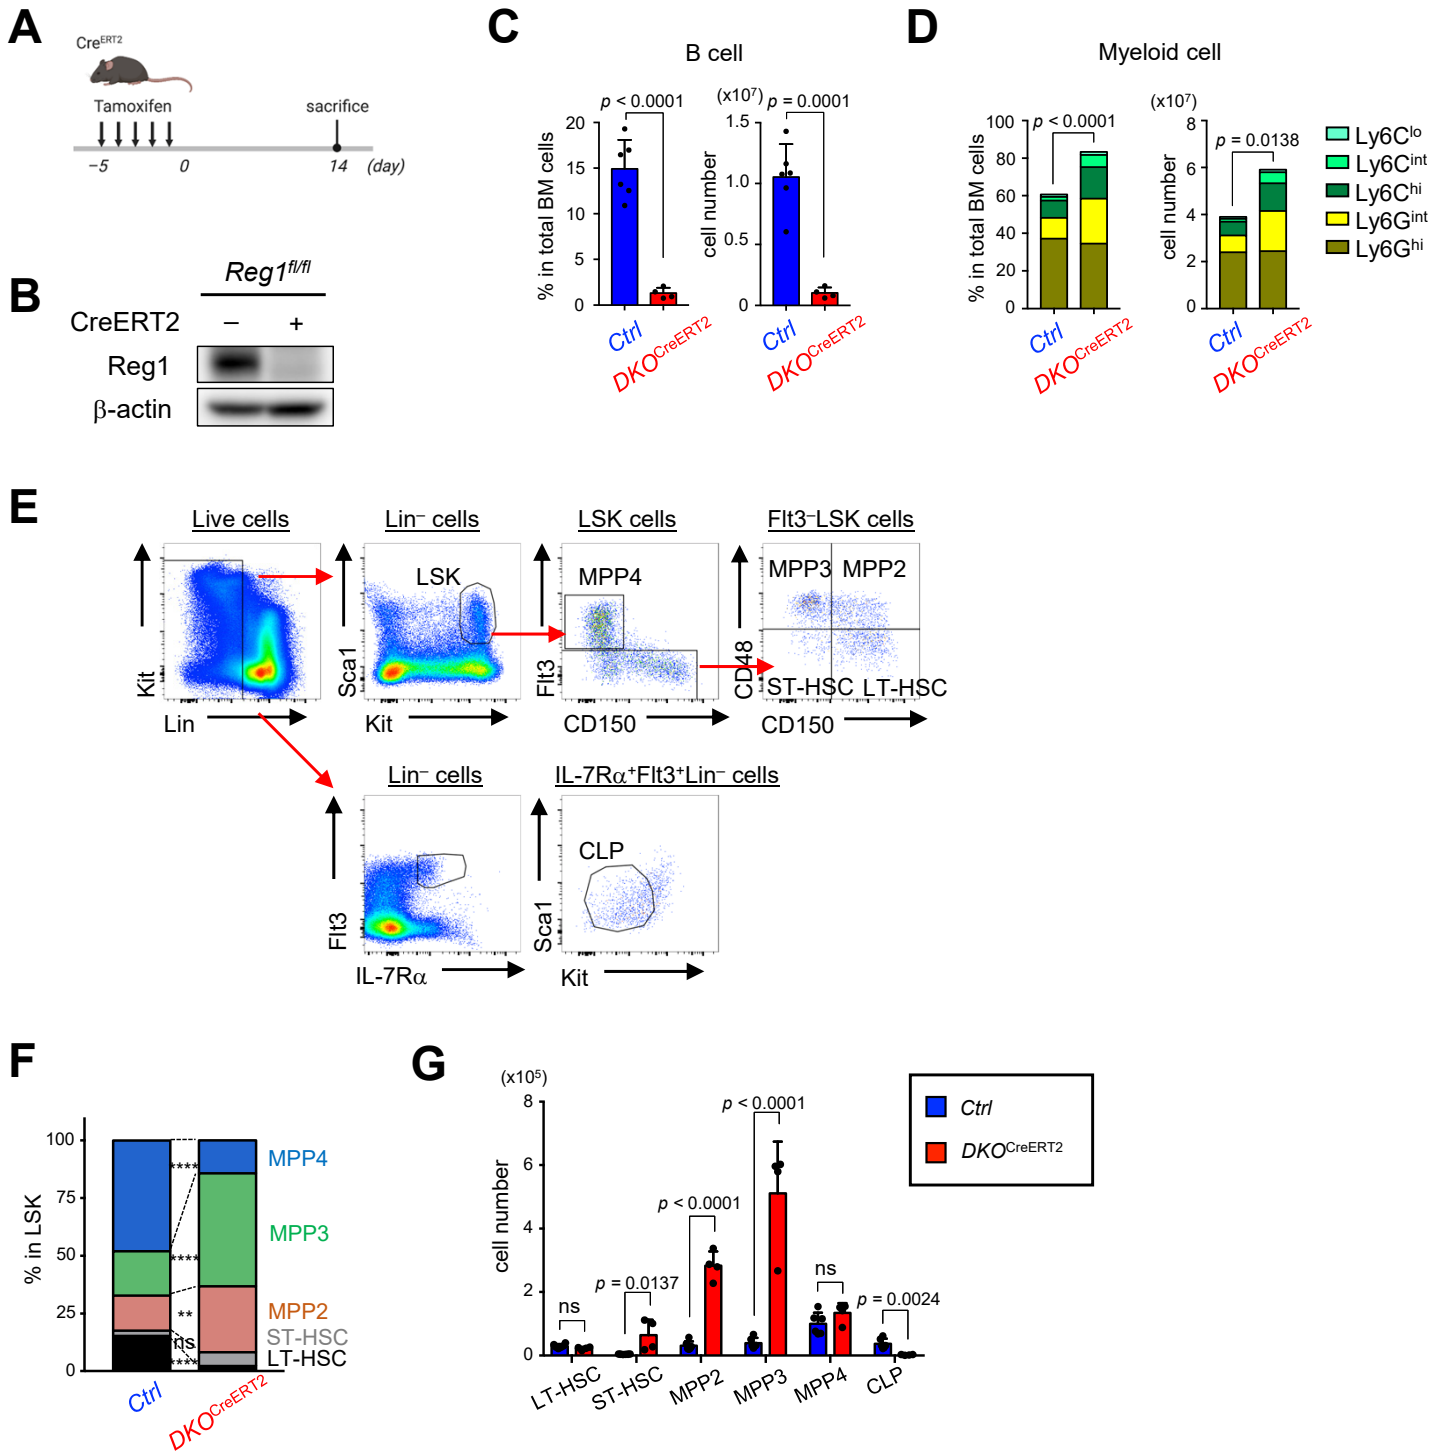 A
Cre^ERT2
Tamoxifen
sacrifice
−5
0
14
(day)
B
Reg1^fl/fl
CreERT2
−
+
Reg1
β-actin
C
B cell
p < 0.0001
% in total BM cells
20
15
10
5
0
Ctrl
DKO^CreERT2
(x10⁷)
p = 0.0001
cell number
1.5
1.0
0.5
0
Ctrl
DKO^CreERT2
D
Myeloid cell
p < 0.0001
% in total BM cells
100
80
60
40
20
0
Ctrl
DKO^CreERT2
(x10⁷)
p = 0.0138
cell number
8
6
4
2
0
Ctrl
DKO^CreERT2
Ly6C^lo
Ly6C^int
Ly6C^hi
Ly6G^int
Ly6G^hi
E
Live cells
Kit
Lin
Lin⁻ cells
LSK
Sca1
Kit
LSK cells
MPP4
Flt3
CD150
Flt3⁻LSK cells
MPP3
MPP2
ST-HSC
LT-HSC
CD48
CD150
Lin⁻ cells
Flt3
IL-7Rα
IL-7Rα⁺Flt3⁺Lin⁻ cells
CLP
Sca1
Kit
F
% in LSK
100
75
50
25
0
****
****
**
ns
****
MPP4
MPP3
MPP2
ST-HSC
LT-HSC
Ctrl
DKO^CreERT2
G
(x10⁵)
cell number
8
6
4
2
0
ns
p = 0.0137
p < 0.0001
p < 0.0001
ns
p = 0.0024
LT-HSC
ST-HSC
MPP2
MPP3
MPP4
CLP
Ctrl
DKO^CreERT2